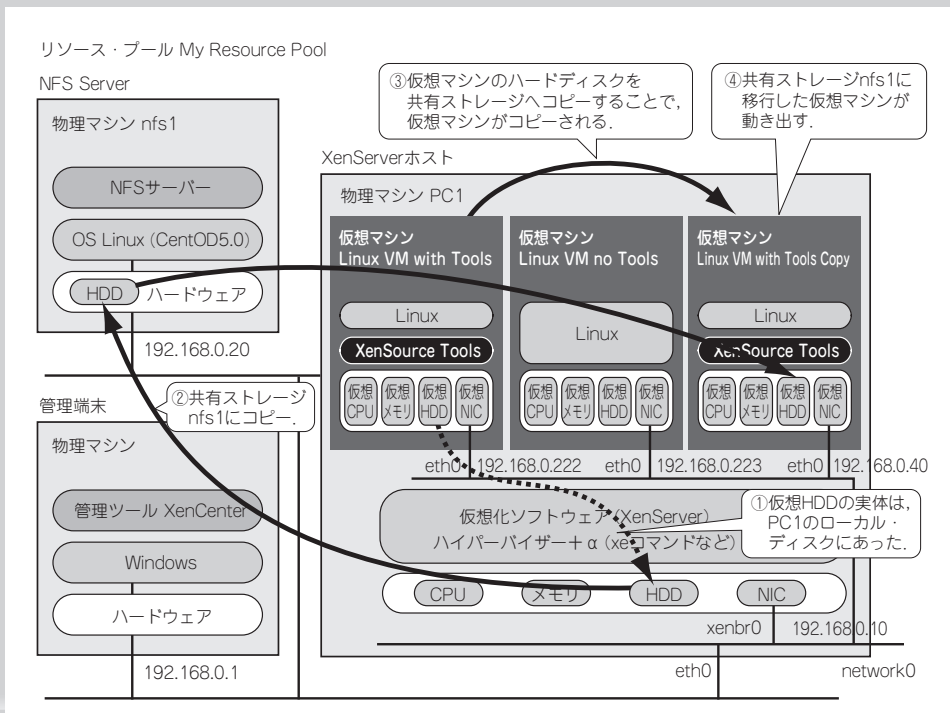 リソース・プール My Resource Pool
NFS Server
物理マシン nfs1
NFSサーバー
OS Linux (CentOD5.0)
HDD
ハードウェア
192.168.0.20
②共有ストレージ
nfs1にコピー.
管理端末
物理マシン
管理ツール XenCenter
Windows
ハードウェア
192.168.0.1
③仮想マシンのハードディスクを
共有ストレージへコピーすることで,
仮想マシンがコピーされる.
④共有ストレージnfs1に
移行した仮想マシンが
動き出す.
XenServerホスト
物理マシン PC1
仮想マシン
Linux VM with Tools
Linux
XenSource Tools
仮想 仮想 仮想 仮想
CPU メモリ HDD NIC
仮想マシン
Linux VM no Tools
Linux
仮想 仮想 仮想 仮想
CPU メモリ HDD NIC
仮想マシン
Linux VM with Tools Copy
Linux
XenSource Tools
仮想 仮想 仮想 仮想
CPU メモリ HDD NIC
eth0 192.168.0.222
eth0 192.168.0.223
eth0 192.168.0.40
仮想化ソフトウェア (XenServer)
ハイパーバイザー+α (xeコマンドなど)
①仮想HDDの実体は,
PC1のローカル・
ディスクにあった.
CPU
メモリ
HDD
NIC
xenbr0 192.168.0.10
eth0
network0